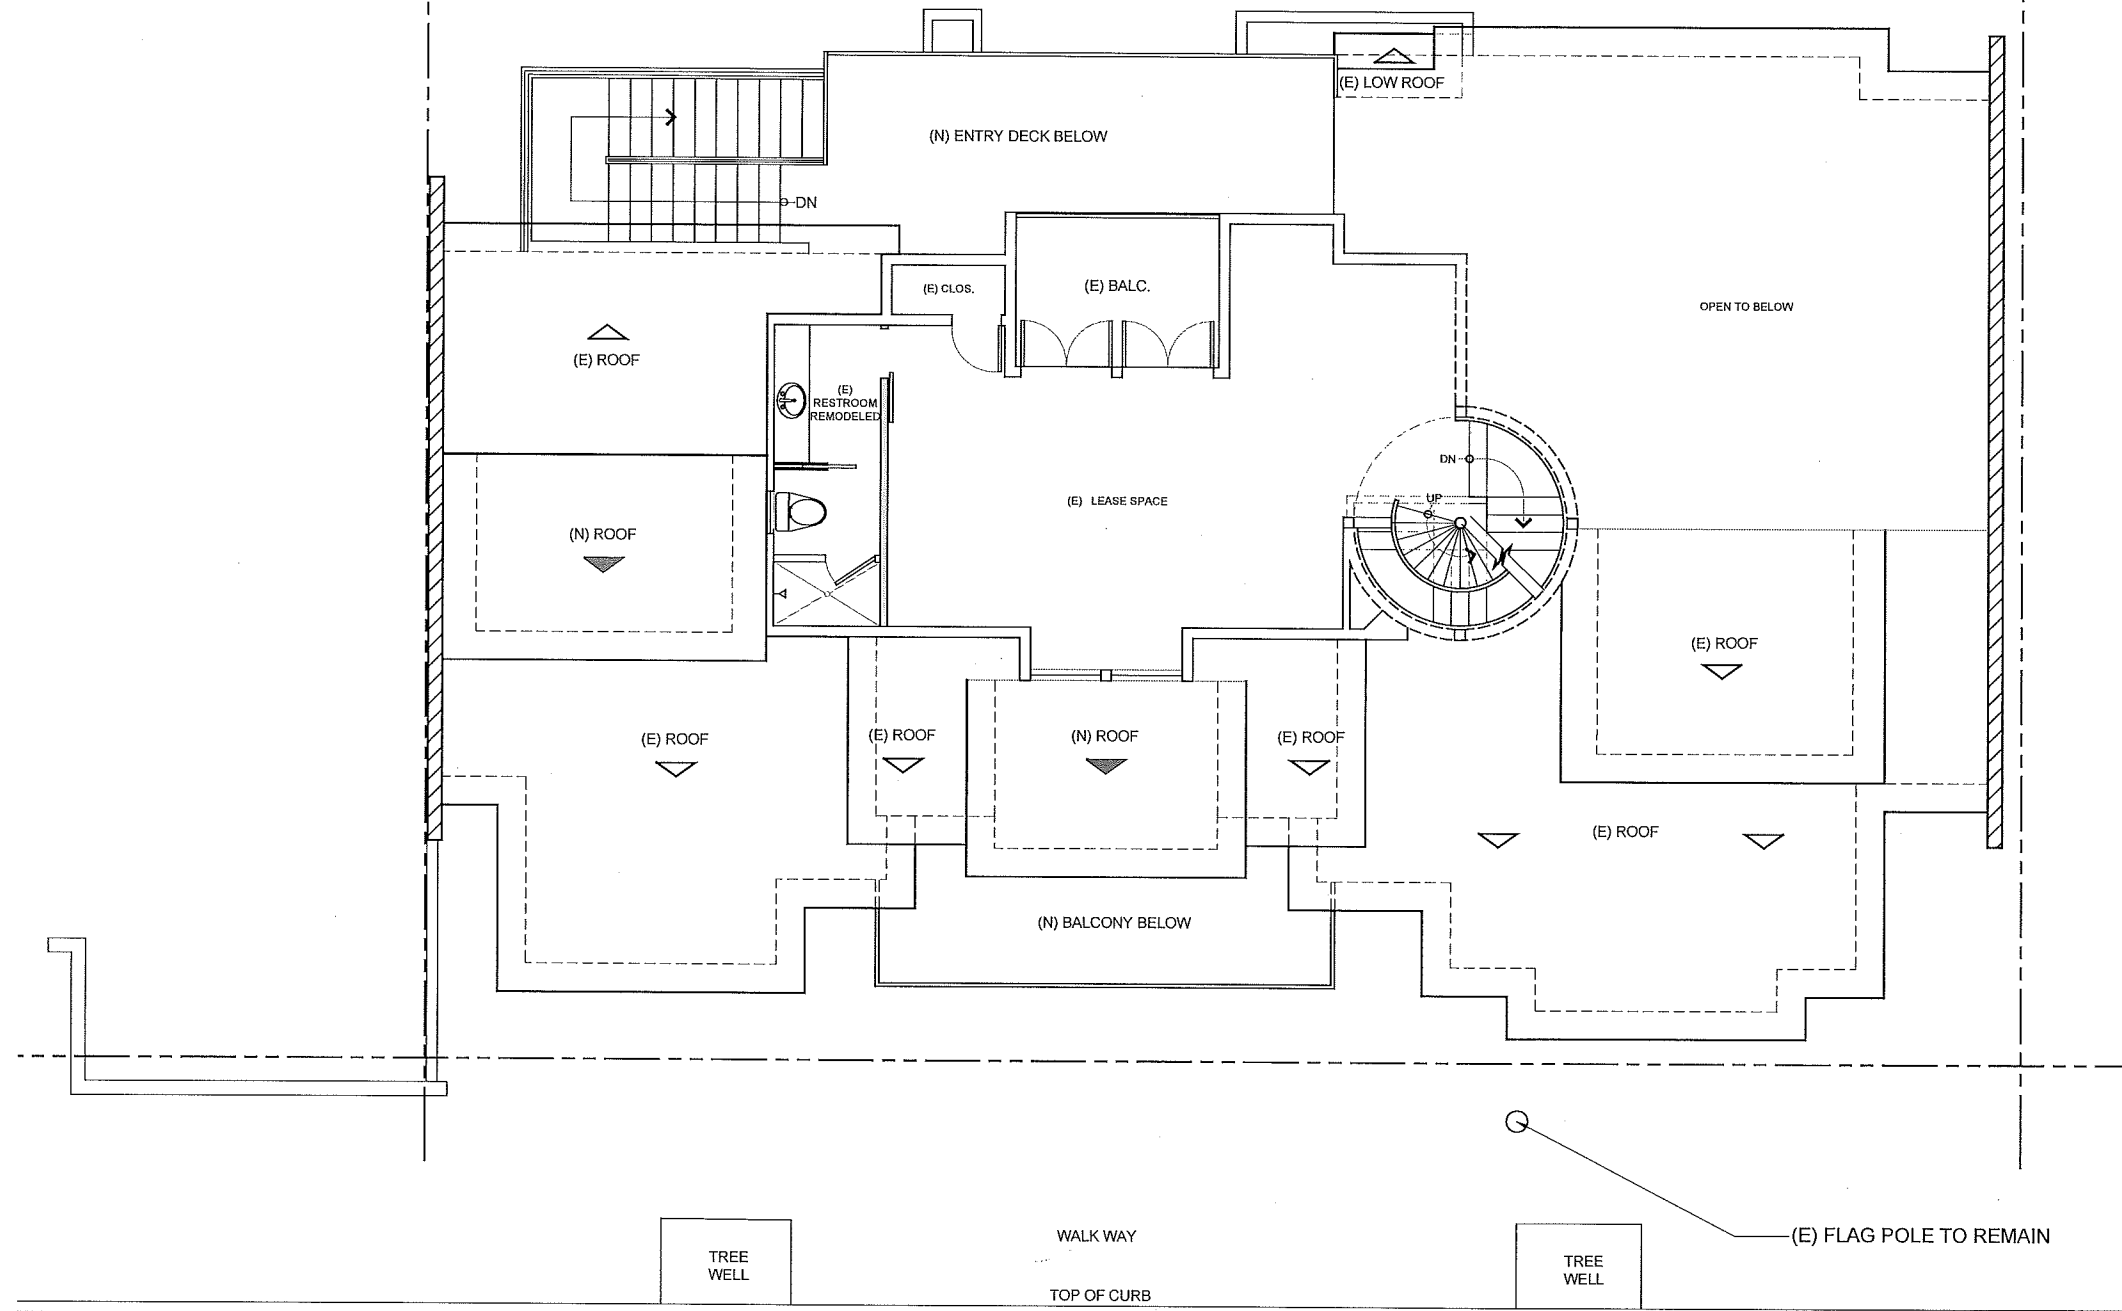 (E) LOW ROOF
(N) ENTRY DECK BELOW
DN
(E) CLOS.
(E) BALC.
OPEN TO BELOW
(E) ROOF
(E)
RESTROOM
REMODELED
DN
UP
(E) LEASE SPACE
(N) ROOF
(E) ROOF
(E) ROOF
(E) ROOF
(N) ROOF
(E) ROOF
(E) ROOF
(N) BALCONY BELOW
(E) FLAG POLE TO REMAIN
WALK WAY
TREE
WELL
TREE
WELL
TOP OF CURB